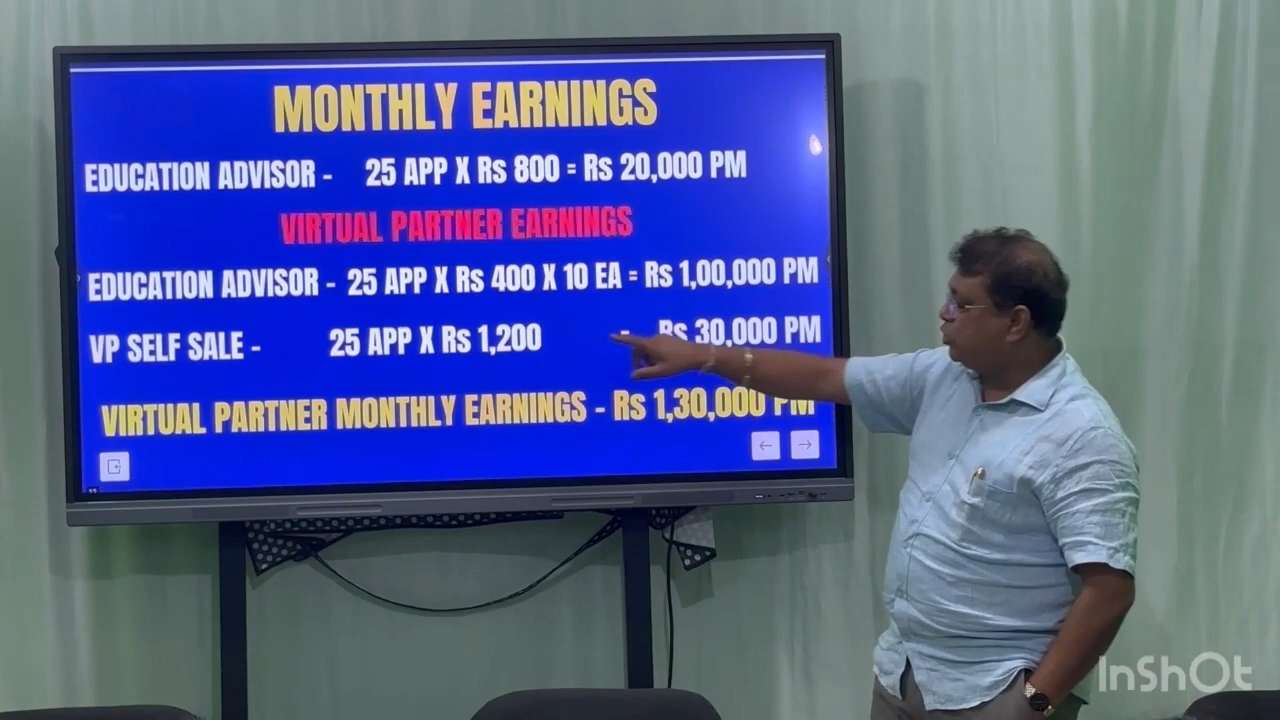 MONTHLY EARNINGS
EDUCATION ADVISOR - 25 APP X Rs 800 = Rs 20,000 PM
VIRTUAL PARTNER EARNINGS
EDUCATION ADVISOR - 25 APP X Rs 400 X 10 EA = Rs 1,00,000 PM
VP SELF SALE - 25 APP X Rs 1,200 = Rs 30,000 PM
VIRTUAL PARTNER MONTHLY EARNINGS - Rs 1,30,000 PM
InShOt